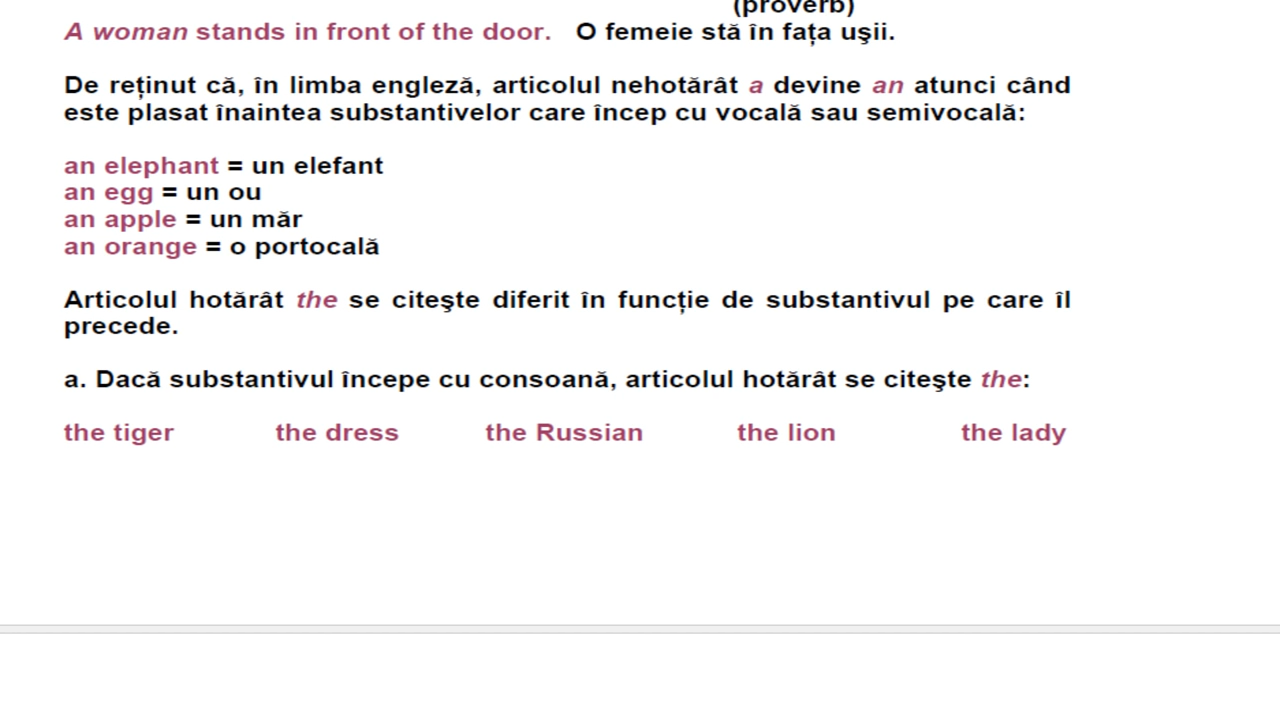 (proverb)
A woman stands in front of the door. O femeie stă în fața uşii.
De reținut că, în limba engleză, articolul nehotărât a devine an atunci când
este plasat înaintea substantivelor care încep cu vocală sau semivocală:
an elephant = un elefant
an egg = un ou
an apple = un măr
an orange = o portocală
Articolul hotărât the se citeşte diferit în funcție de substantivul pe care îl
precede.
a. Dacă substantivul începe cu consoană, articolul hotărât se citeşte the:
the tiger the dress the Russian the lion the lady